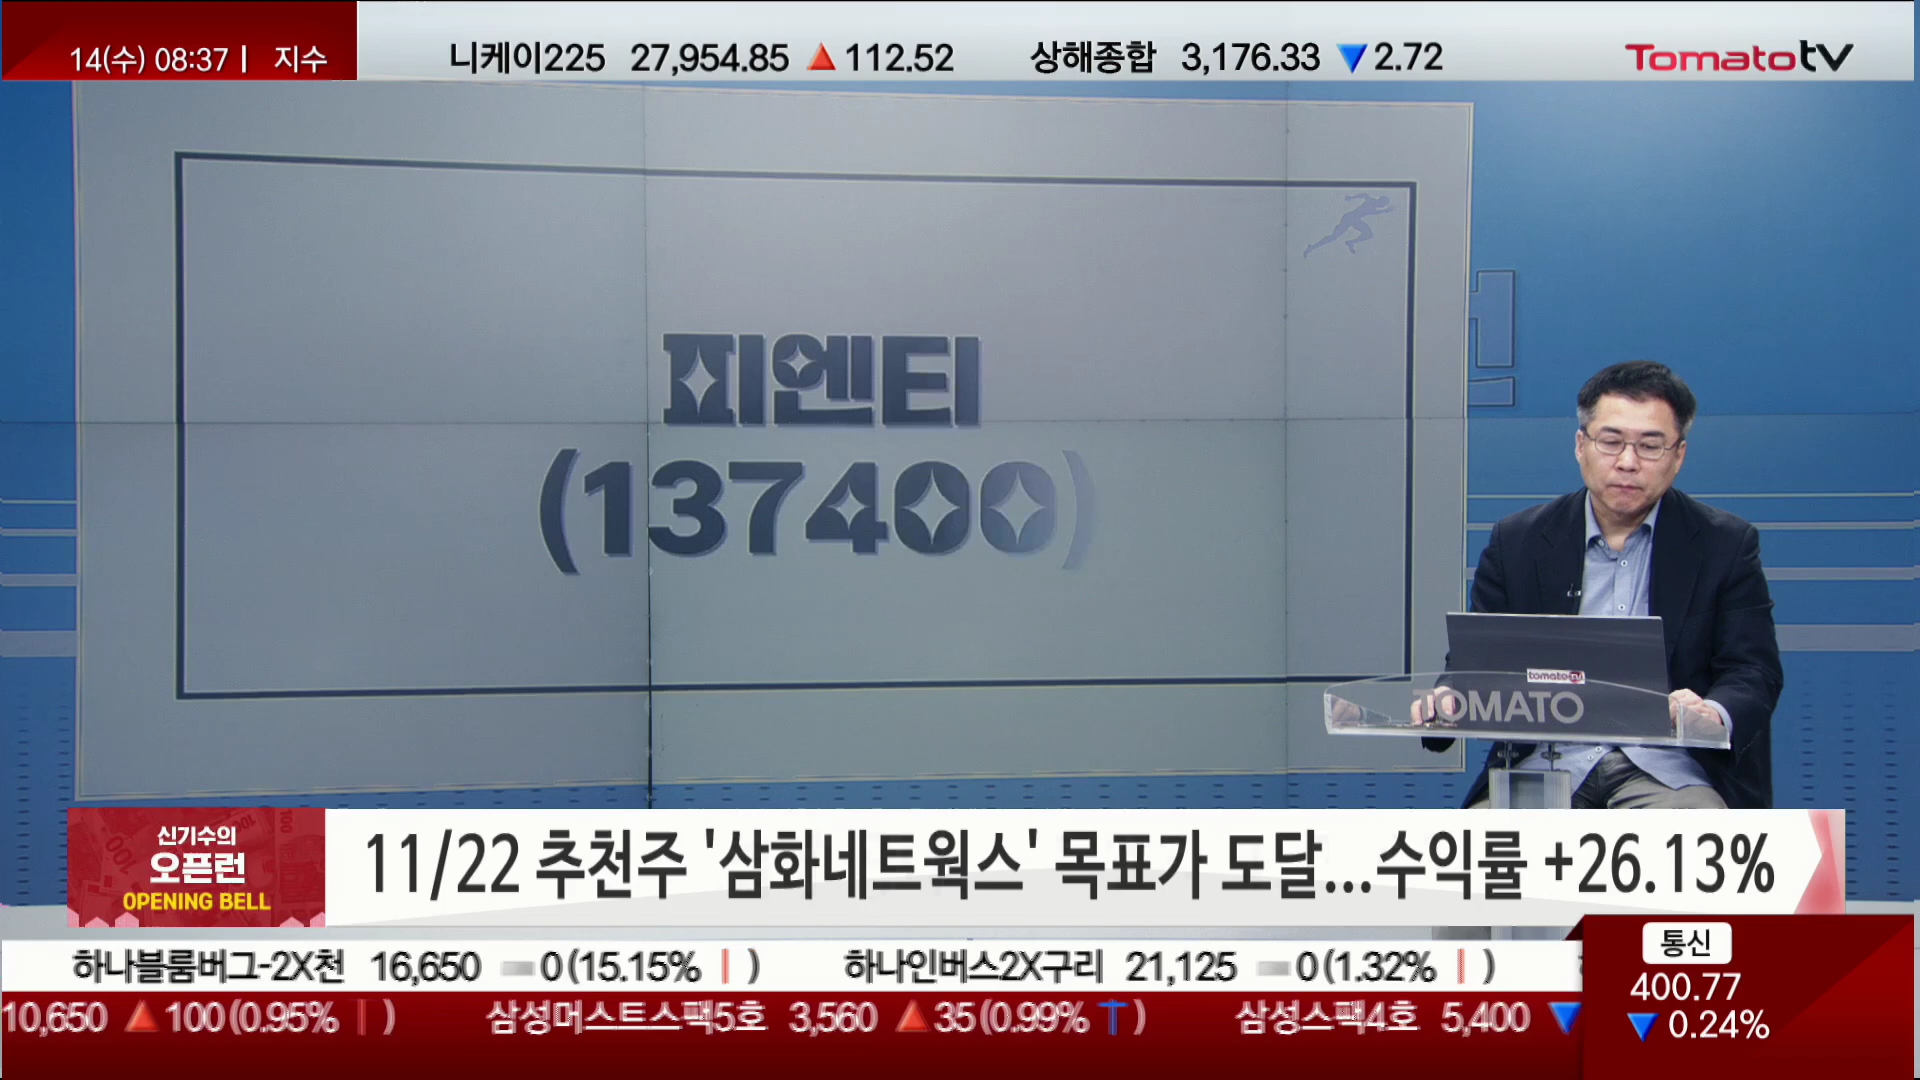 14(수) 08:37 | 지수
니케이225 27,954.85 ▲ 112.52 상해종합 3,176.33 ▼ 2.72
Tomatotv
피엔티
(137400)
tomatotv
TOMATO
신기수의
오픈런
OPENING BELL
11/22 추천주 '삼화네트웍스' 목표가 도달...수익률 +26.13%
하나블룸버그-2X천 16,650 0(15.15% ) 하나인버스2X구리 21,125 0(1.32% )
10,650 ▲ 100(0.95% ) 삼성머스트스팩5호 3,560 ▲ 35(0.99% ) 삼성스팩4호 5,400 ▼
통신
400.77
▼ 0.24%